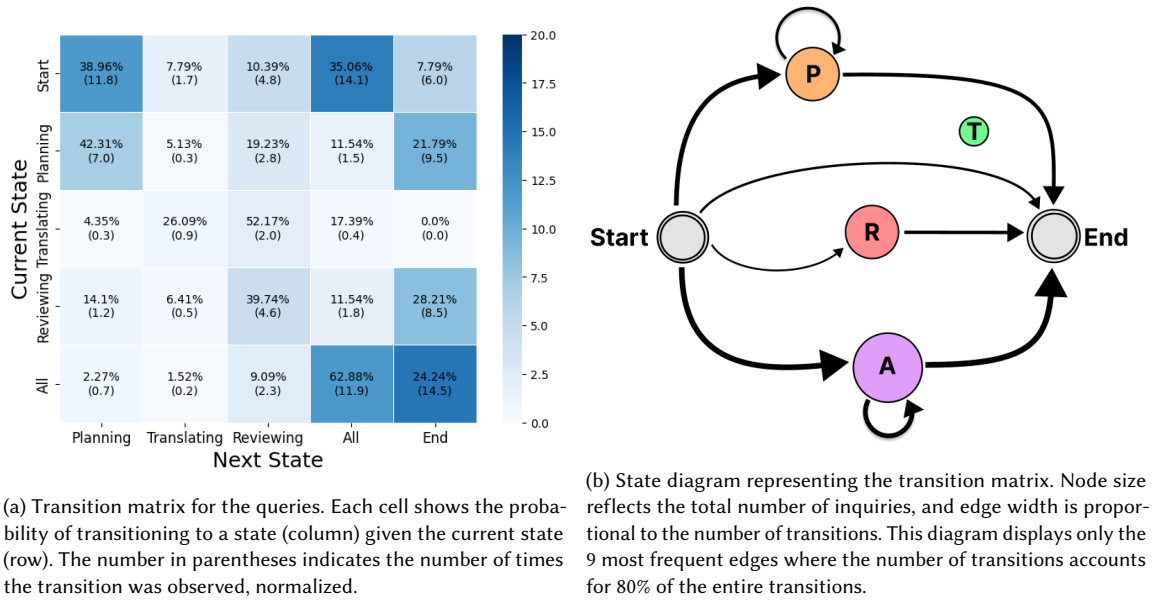 Current State
Start
Planning
Translating
Reviewing
All
38.96% 7.79% 10.39% 35.06% 7.79%
(11.8) (1.7) (4.8) (14.1) (6.0)
42.31% 5.13% 19.23% 11.54% 21.79%
(7.0) (0.3) (2.8) (1.5) (9.5)
4.35% 26.09% 52.17% 17.39% 0.0%
(0.3) (0.9) (2.0) (0.4) (0.0)
14.1% 6.41% 39.74% 11.54% 28.21%
(1.2) (0.5) (4.6) (1.8) (8.5)
2.27% 1.52% 9.09% 62.88% 24.24%
(0.7) (0.2) (2.3) (11.9) (14.5)
Planning Translating Reviewing All End
Next State
20.0
17.5
15.0
12.5
10.0
7.5
5.0
2.5
0.0
(a) Transition matrix for the queries. Each cell shows the proba-
bility of transitioning to a state (column) given the current state
(row). The number in parentheses indicates the number of times
the transition was observed, normalized.
P
T
Start
R
End
A
(b) State diagram representing the transition matrix. Node size
reflects the total number of inquiries, and edge width is propor-
tional to the number of transitions. This diagram displays only the
9 most frequent edges where the number of transitions accounts
for 80% of the entire transitions.